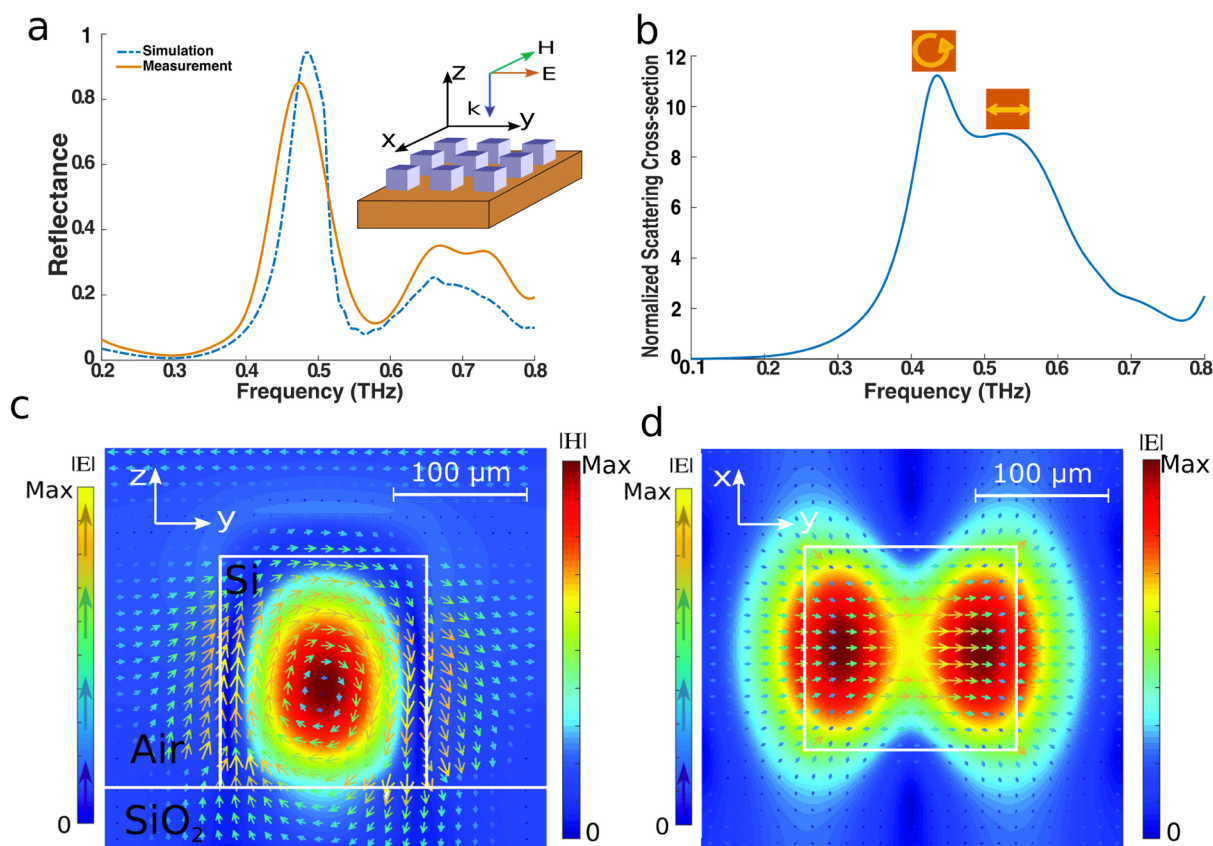 a
Simulation
Measurement
Reflectance
1
0.8
0.6
0.4
0.2
0
0.2 0.3 0.4 0.5 0.6 0.7 0.8
Frequency (THz)
z
x
y
H
E
k
b
Normalized Scattering Cross-section
12
10
8
6
4
2
0
0.1 0.2 0.3 0.4 0.5 0.6 0.7 0.8
Frequency (THz)
c
|E|
Max
0
z
y
100 μm
Si
Air
SiO₂
|H|
Max
0
d
|E|
Max
0
x
y
100 μm
|E|
Max
0